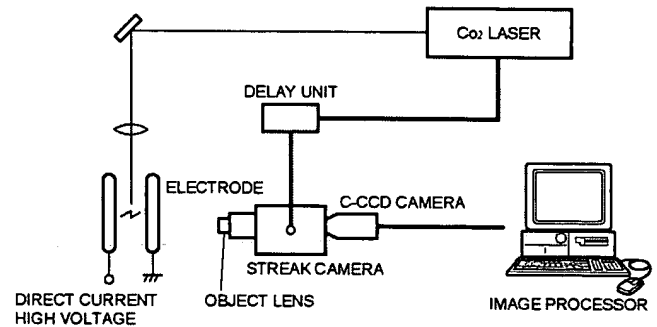 Co₂ LASER
DELAY UNIT
ELECTRODE
C-CCD CAMERA
STREAK CAMERA
OBJECT LENS
DIRECT CURRENT
HIGH VOLTAGE
IMAGE PROCESSOR